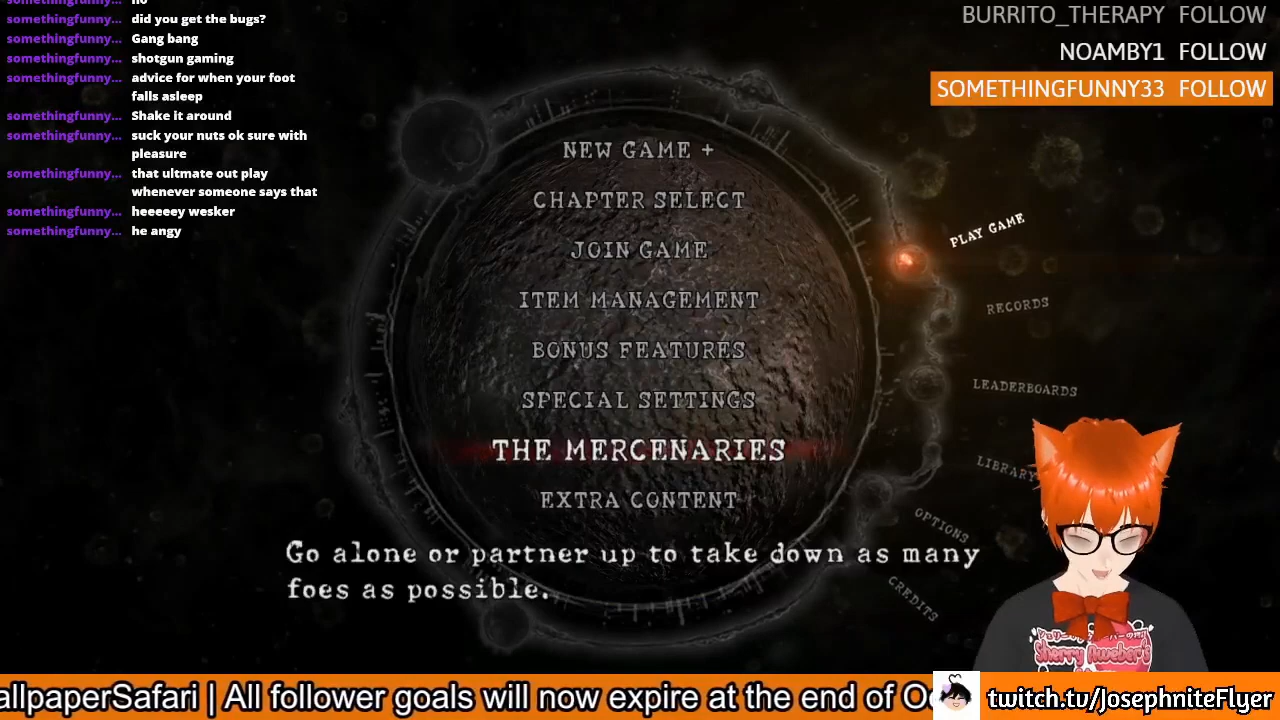 somethingfunny... no
somethingfunny... did you get the bugs?
somethingfunny... Gang bang
somethingfunny... shotgun gaming
somethingfunny... advice for when your foot
falls asleep
somethingfunny... Shake it around
somethingfunny... suck your nuts ok sure with
pleasure
somethingfunny... that ultmate out play
whenever someone says that
somethingfunny... heeeeey wesker
somethingfunny... he angy
BURRITO_THERAPY FOLLOW
NOAMBY1 FOLLOW
SOMETHINGFUNNY33 FOLLOW
NEW GAME +
CHAPTER SELECT
JOIN GAME
ITEM MANAGEMENT
BONUS FEATURES
SPECIAL SETTINGS
THE MERCENARIES
EXTRA CONTENT
PLAY GAME
RECORDS
LEADERBOARDS
LIBRARY
OPTIONS
CREDITS
Go alone or partner up to take down as many
foes as possible.
Sherry Aweber's
allpaperSafari | All follower goals will now expire at the end of Oc
twitch.tv/JosephniteFlyer